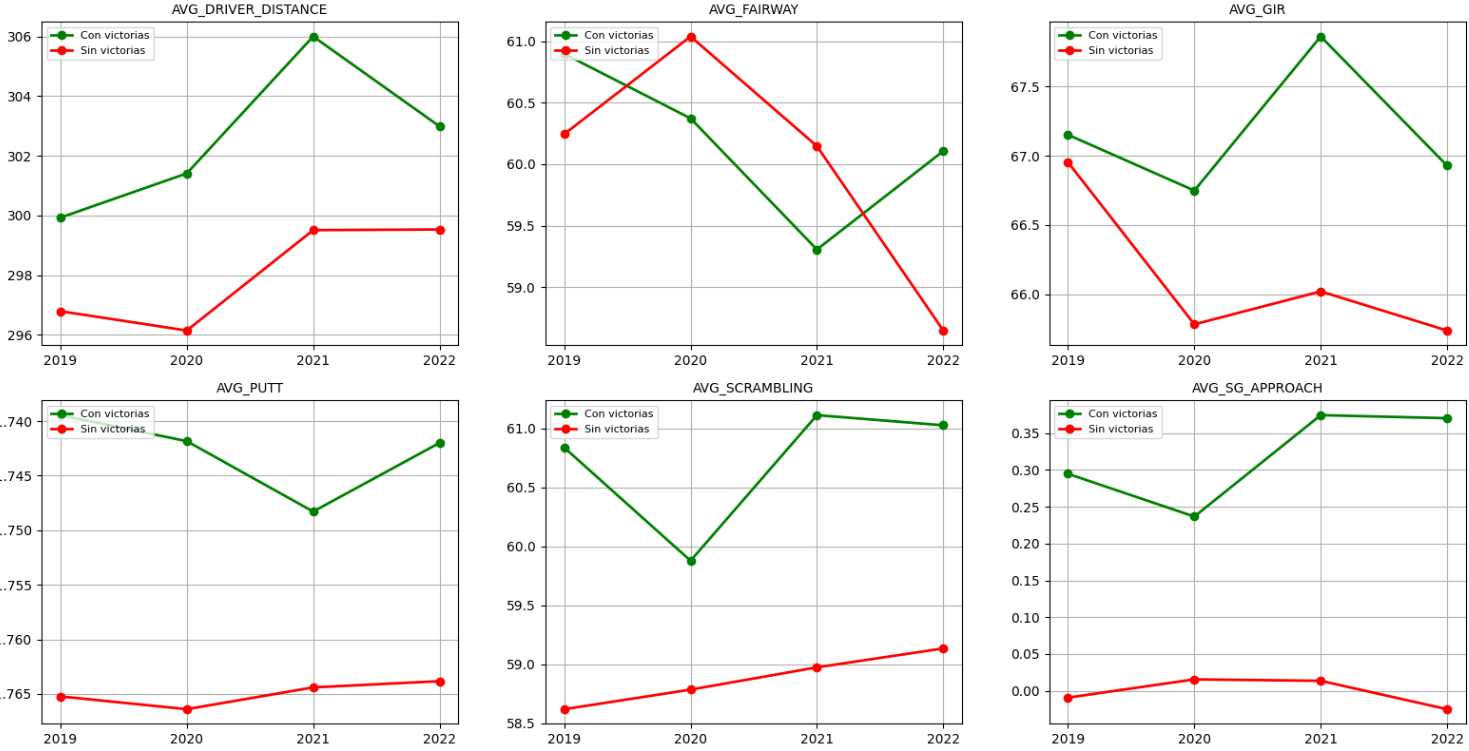 AVG_DRIVER_DISTANCE
Con victorias
Sin victorias
306
304
302
300
298
296
2019 2020 2021 2022
AVG_FAIRWAY
Con victorias
Sin victorias
61.0
60.5
60.0
59.5
59.0
2019 2020 2021 2022
AVG_GIR
Con victorias
Sin victorias
67.5
67.0
66.5
66.0
2019 2020 2021 2022
AVG_PUTT
Con victorias
Sin victorias
.740
.745
.750
.755
.760
.765
2019 2020 2021 2022
AVG_SCRAMBLING
Con victorias
Sin victorias
61.0
60.5
60.0
59.5
59.0
58.5
2019 2020 2021 2022
AVG_SG_APPROACH
Con victorias
Sin victorias
0.35
0.30
0.25
0.20
0.15
0.10
0.05
0.00
2019 2020 2021 2022